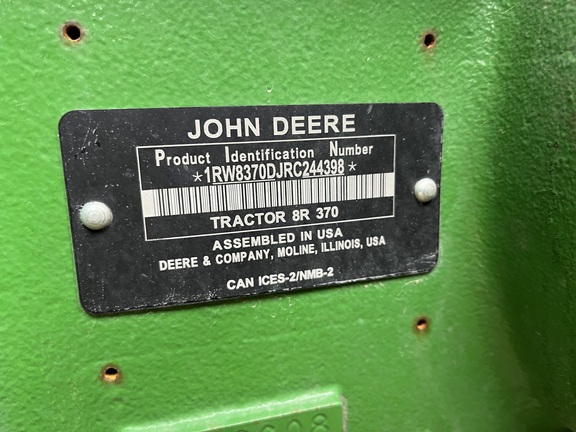 JOHN DEERE
Product Identification Number
*1RW8370DJRC244398*
TRACTOR 8R 370
ASSEMBLED IN USA
DEERE & COMPANY, MOLINE, ILLINOIS, USA
CAN ICES-2/NMB-2